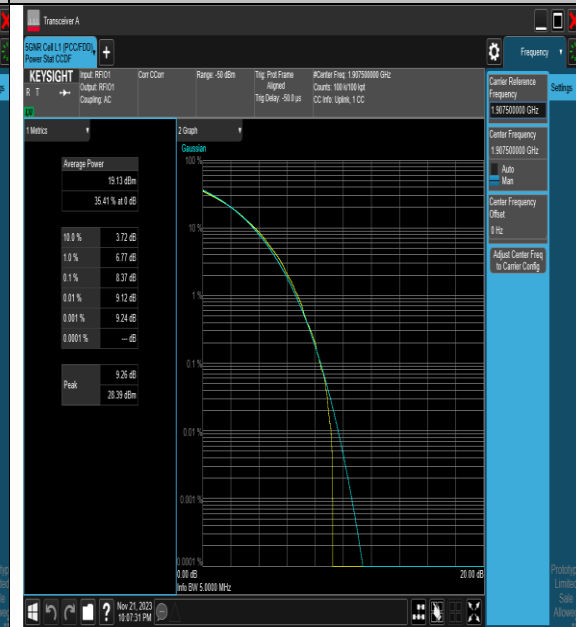 Transceiver A
5GNR Cell L1 (PCC/FDD),
Power Stat CCDF
+
Frequency
KEYSIGHT
R T
Input: RFIO1
Output: RFIO1
Coupling: AC
Corr CCorr
Range: -50 dBm
Trig: Prot Frame
Aligned
Trig Delay: -50.0 µs
#Center Freq: 1.907500000 GHz
Counts: 100 k/100 kpt
CC Info: Uplink, 1 CC
Carrier Reference
Frequency
1.907500000 GHz
Settings
1 Metrics
2 Graph
Center Frequency
1.907500000 GHz
Auto
Man
Center Frequency
Offset
0 Hz
Adjust Center Freq
to Carrier Config
Average Power
19.13 dBm
35.41 % at 0 dB
10.0 % 3.72 dB
1.0 % 6.77 dB
0.1 % 8.37 dB
0.01 % 9.12 dB
0.001 % 9.24 dB
0.0001 % --- dB
Peak
9.26 dB
28.39 dBm
Gaussian
100 %
10 %
1 %
0.1 %
0.01 %
0.001 %
0.0001 %
0.00 dB
20.00 dB
Info BW 5.0000 MHz
Nov 21, 2023
10:07:31 PM
?
Limited
Sale